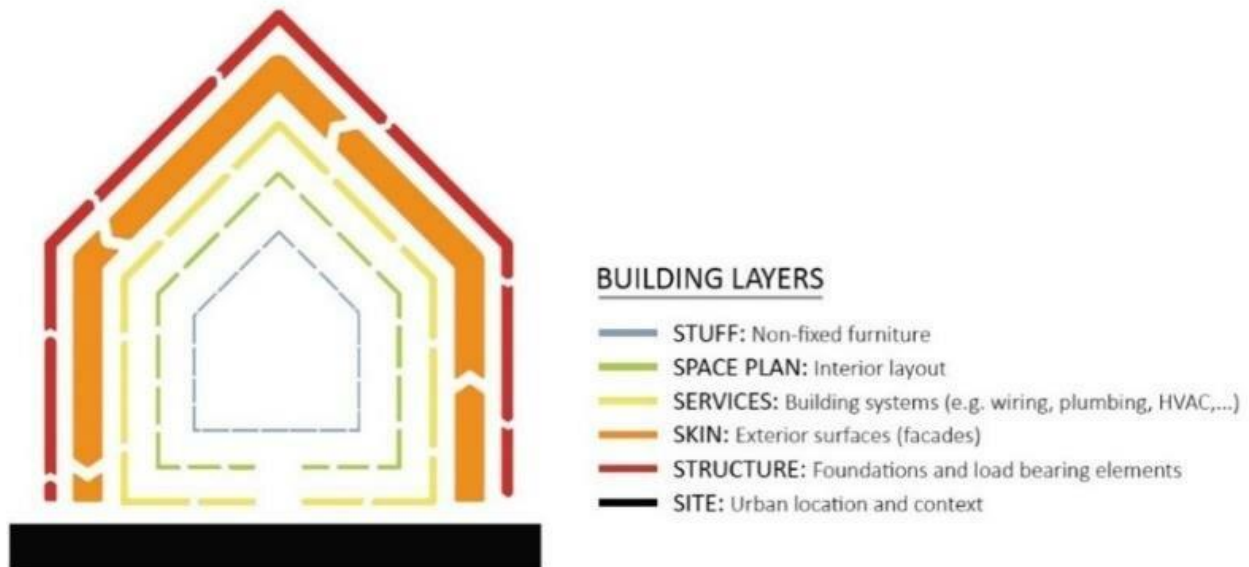 BUILDING LAYERS
STUFF: Non-fixed furniture
SPACE PLAN: Interior layout
SERVICES: Building systems (e.g. wiring, plumbing, HVAC,...)
SKIN: Exterior surfaces (facades)
STRUCTURE: Foundations and load bearing elements
SITE: Urban location and context